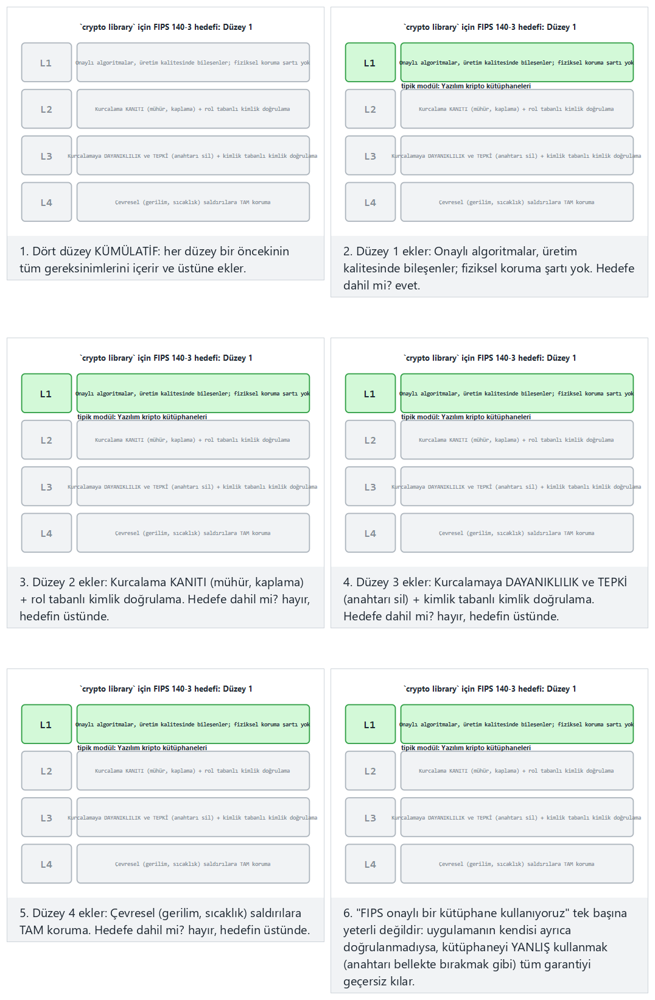 `crypto library` için FIPS 140-3 hedefi: Düzey 1
L1
Onaylı algoritmalar, üretim kalitesinde bileşenler; fiziksel koruma şartı yok
L2
Kurcalama KANITI (mühür, kaplama) + rol tabanlı kimlik doğrulama
L3
Kurcalamaya DAYANIKLILIK ve TEPKİ (anahtarı sil) + kimlik tabanlı kimlik doğrulama
L4
Çevresel (gerilim, sıcaklık) saldırılara TAM koruma
1. Dört düzey KÜMÜLATİF: her düzey bir öncekinin
tüm gereksinimlerini içerir ve üstüne ekler.
`crypto library` için FIPS 140-3 hedefi: Düzey 1
L1
Onaylı algoritmalar, üretim kalitesinde bileşenler; fiziksel koruma şartı yok
tipik modül: Yazılım kripto kütüphaneleri
L2
Kurcalama KANITI (mühür, kaplama) + rol tabanlı kimlik doğrulama
L3
Kurcalamaya DAYANIKLILIK ve TEPKİ (anahtarı sil) + kimlik tabanlı kimlik doğrulama
L4
Çevresel (gerilim, sıcaklık) saldırılara TAM koruma
2. Düzey 1 ekler: Onaylı algoritmalar, üretim
kalitesinde bileşenler; fiziksel koruma şartı yok. Hedefe
dahil mi? evet.
`crypto library` için FIPS 140-3 hedefi: Düzey 1
L1
Onaylı algoritmalar, üretim kalitesinde bileşenler; fiziksel koruma şartı yok
tipik modül: Yazılım kripto kütüphaneleri
L2
Kurcalama KANITI (mühür, kaplama) + rol tabanlı kimlik doğrulama
L3
Kurcalamaya DAYANIKLILIK ve TEPKİ (anahtarı sil) + kimlik tabanlı kimlik doğrulama
L4
Çevresel (gerilim, sıcaklık) saldırılara TAM koruma
3. Düzey 2 ekler: Kurcalama KANITI (mühür, kaplama)
+ rol tabanlı kimlik doğrulama. Hedefe dahil mi? hayır,
hedefin üstünde.
`crypto library` için FIPS 140-3 hedefi: Düzey 1
L1
Onaylı algoritmalar, üretim kalitesinde bileşenler; fiziksel koruma şartı yok
tipik modül: Yazılım kripto kütüphaneleri
L2
Kurcalama KANITI (mühür, kaplama) + rol tabanlı kimlik doğrulama
L3
Kurcalamaya DAYANIKLILIK ve TEPKİ (anahtarı sil) + kimlik tabanlı kimlik doğrulama
L4
Çevresel (gerilim, sıcaklık) saldırılara TAM koruma
4. Düzey 3 ekler: Kurcalamaya DAYANIKLILIK ve TEPKİ
(anahtarı sil) + kimlik tabanlı kimlik doğrulama.
Hedefe dahil mi? hayır, hedefin üstünde.
`crypto library` için FIPS 140-3 hedefi: Düzey 1
L1
Onaylı algoritmalar, üretim kalitesinde bileşenler; fiziksel koruma şartı yok
tipik modül: Yazılım kripto kütüphaneleri
L2
Kurcalama KANITI (mühür, kaplama) + rol tabanlı kimlik doğrulama
L3
Kurcalamaya DAYANIKLILIK ve TEPKİ (anahtarı sil) + kimlik tabanlı kimlik doğrulama
L4
Çevresel (gerilim, sıcaklık) saldırılara TAM koruma
5. Düzey 4 ekler: Çevresel (gerilim, sıcaklık) saldırılara
TAM koruma. Hedefe dahil mi? hayır, hedefin üstünde.
`crypto library` için FIPS 140-3 hedefi: Düzey 1
L1
Onaylı algoritmalar, üretim kalitesinde bileşenler; fiziksel koruma şartı yok
tipik modül: Yazılım kripto kütüphaneleri
L2
Kurcalama KANITI (mühür, kaplama) + rol tabanlı kimlik doğrulama
L3
Kurcalamaya DAYANIKLILIK ve TEPKİ (anahtarı sil) + kimlik tabanlı kimlik doğrulama
L4
Çevresel (gerilim, sıcaklık) saldırılara TAM koruma
6. "FIPS onaylı bir kütüphane kullanıyoruz" tek başına
yeterli değildir: uygulamanın kendisi ayrıca
doğrulanmadıysa, kütüphaneyi YANLIŞ kullanmak
(anahtarı bellekte bırakmak gibi) tüm garantiyi
geçersiz kılar.